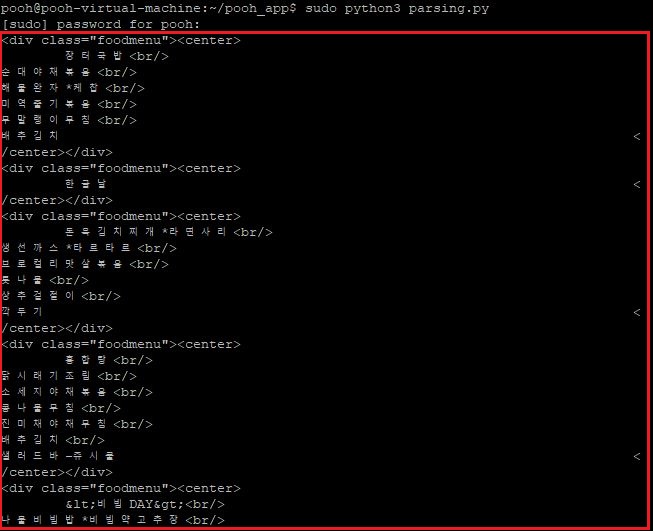 pooh@pooh-virtual-machine:~/pooh_app$ sudo python3 parsing.py
[sudo] password for pooh:
<div class="foodmenu"><center>
장터국밥<br/>
순대야채볶음<br/>
해물완자*케찹<br/>
미역줄기볶음<br/>
무말랭이무침<br/>
배추김치 <
/center></div>
<div class="foodmenu"><center>
한글날 <
/center></div>
<div class="foodmenu"><center>
돈육김치찌개*라면사리<br/>
생선까스*타르타르<br/>
브로컬리맛살볶음<br/>
톳나물<br/>
상추겉절이<br/>
깍두기 <
/center></div>
<div class="foodmenu"><center>
홍합탕<br/>
닭시래기조림<br/>
소세지야채볶음<br/>
콩나물무침<br/>
진미채야채무침<br/>
배추김치<br/>
샐러드바-쥬시쿨 <
/center></div>
<div class="foodmenu"><center>
&lt;비빔DAY&gt;<br/>
나물비빔밥*비빔약고추장<br/>